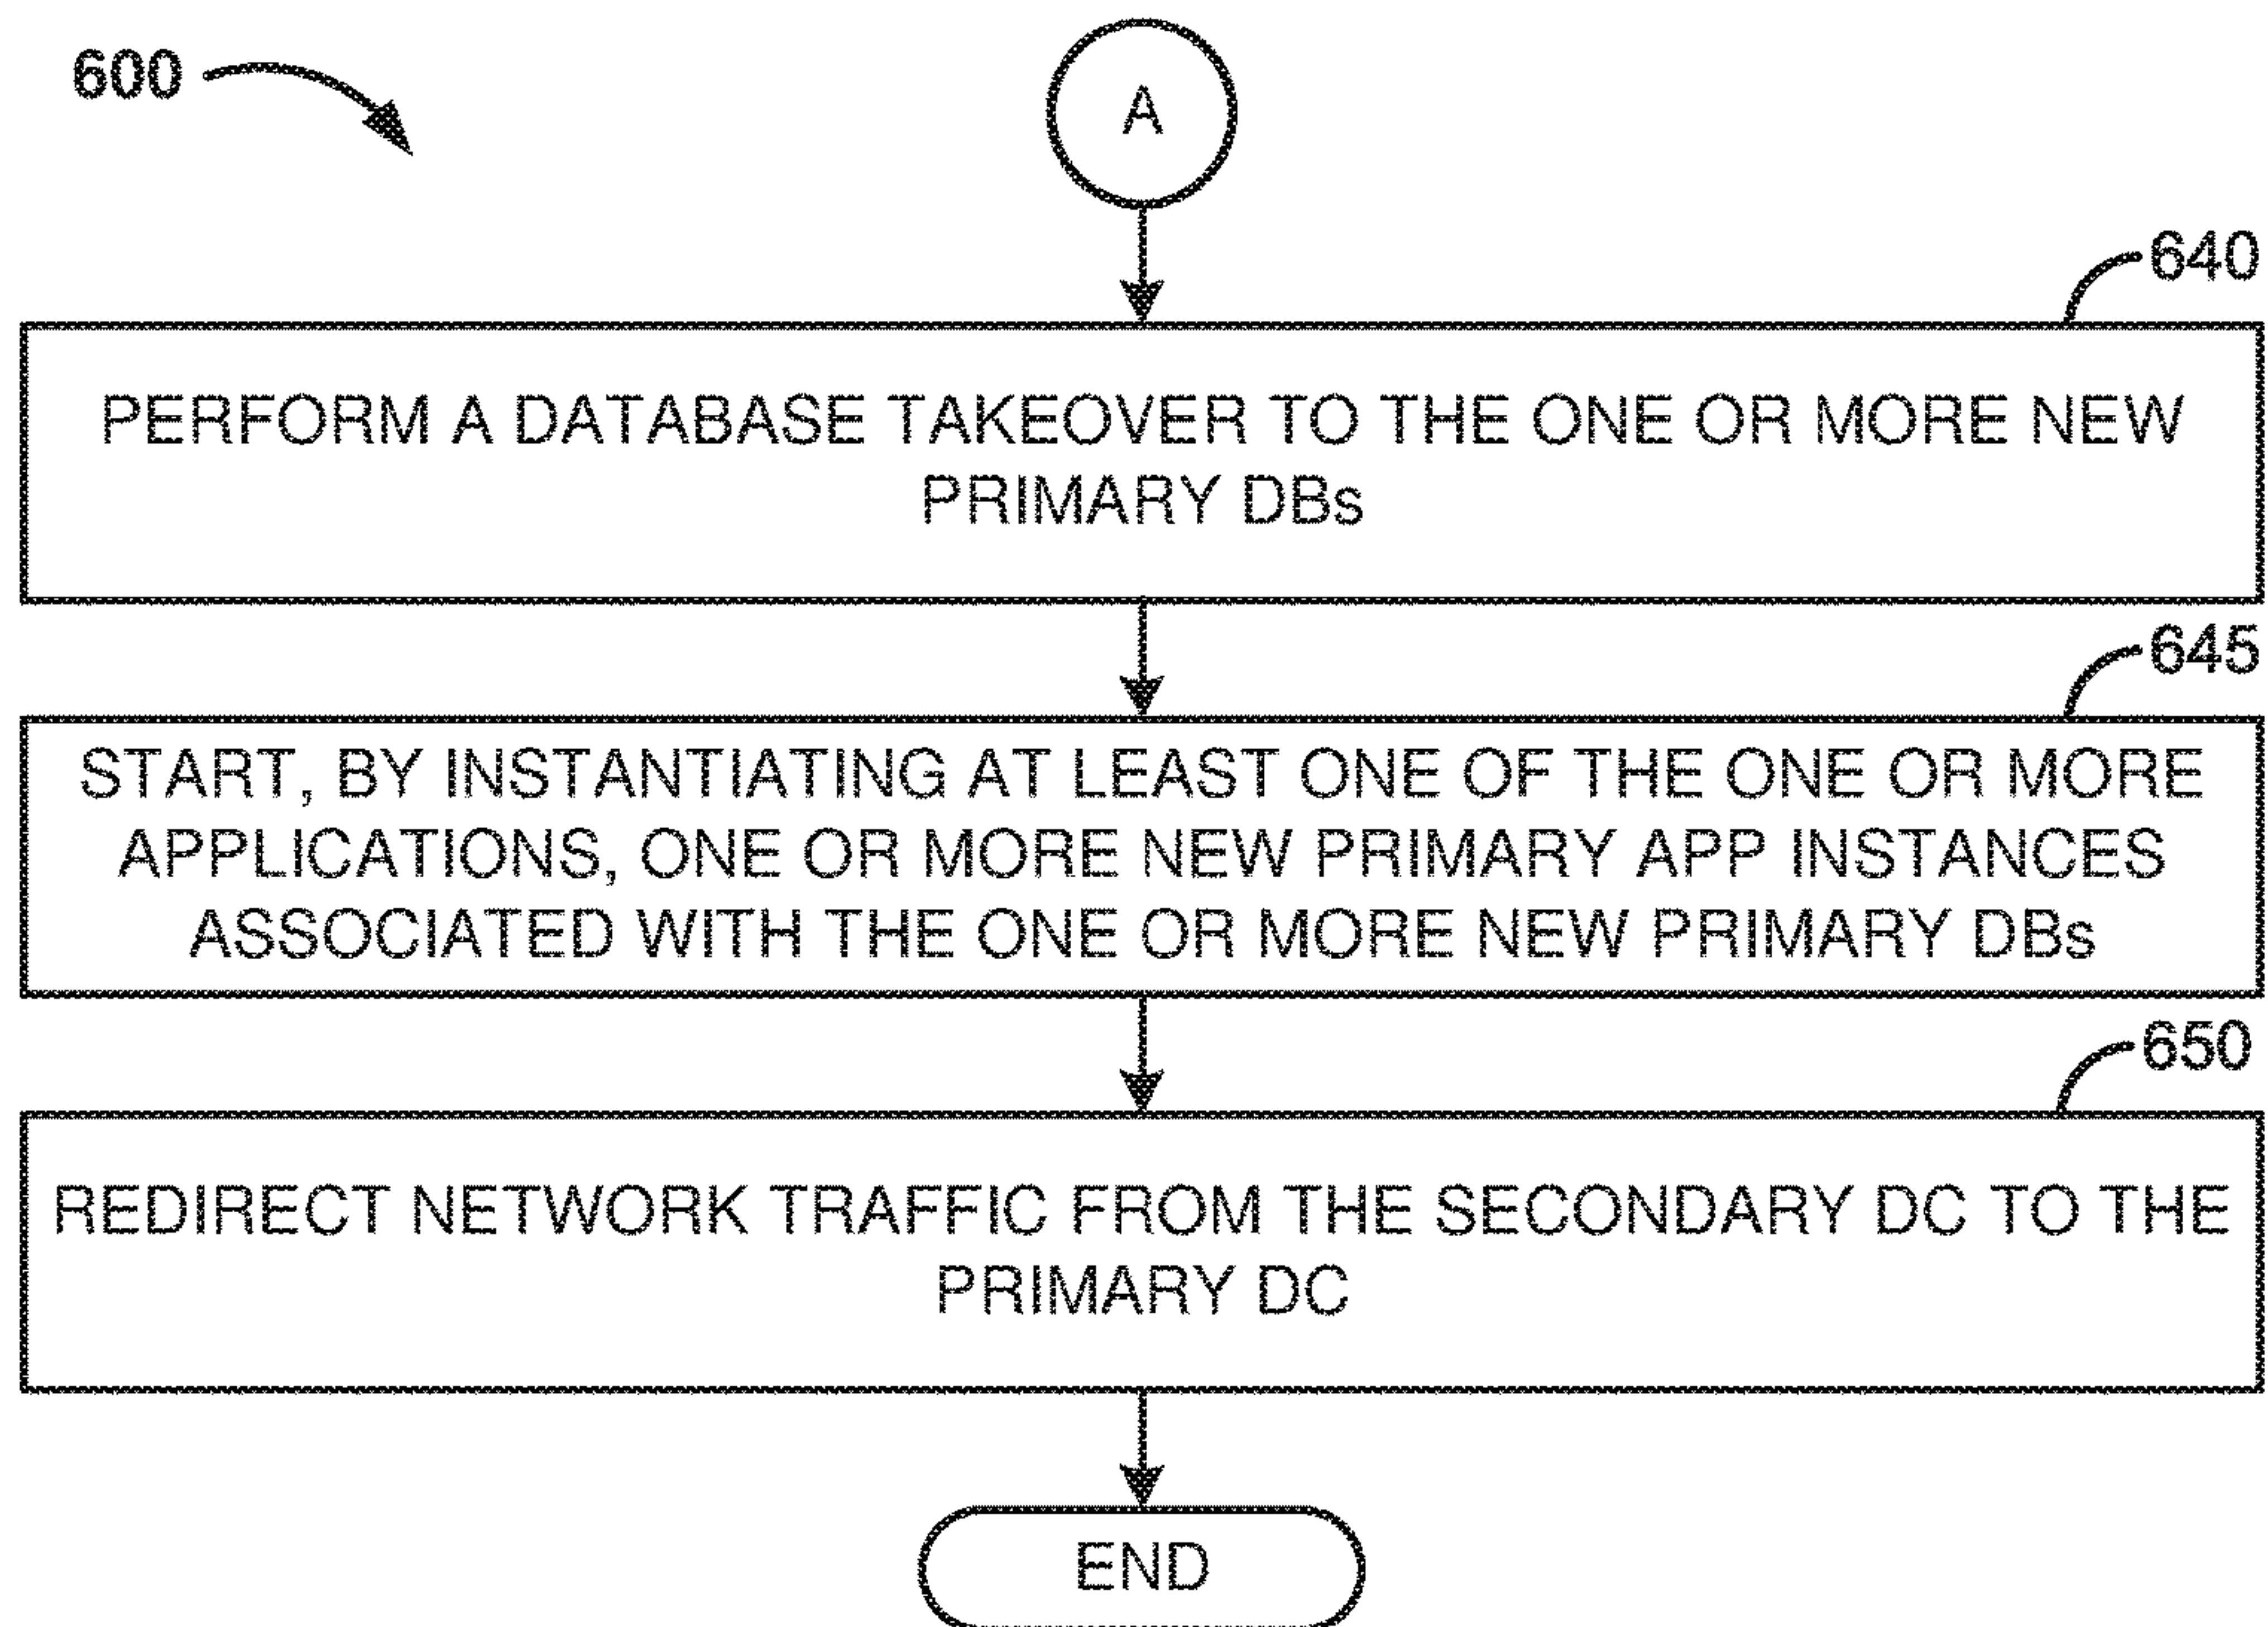 600
A
640
PERFORM A DATABASE TAKEOVER TO THE ONE OR MORE NEW
PRIMARY DBs
645
START, BY INSTANTIATING AT LEAST ONE OF THE ONE OR MORE
APPLICATIONS, ONE OR MORE NEW PRIMARY APP INSTANCES
ASSOCIATED WITH THE ONE OR MORE NEW PRIMARY DBs
650
REDIRECT NETWORK TRAFFIC FROM THE SECONDARY DC TO THE
PRIMARY DC
END